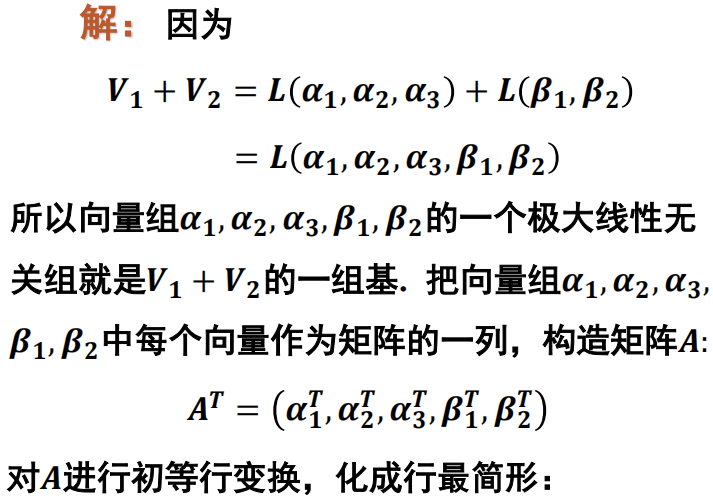 解： 因为
V₁ + V₂ = L(α₁, α₂, α₃) + L(β₁, β₂)
= L(α₁, α₂, α₃, β₁, β₂)
所以向量组α₁, α₂, α₃, β₁, β₂的一个极大线性无
关组就是V₁ + V₂的一组基. 把向量组α₁, α₂, α₃,
β₁, β₂中每个向量作为矩阵的一列，构造矩阵A:
Aᵀ = (α₁ᵀ, α₂ᵀ, α₃ᵀ, β₁ᵀ, β₂ᵀ)
对A进行初等行变换，化成行最简形：